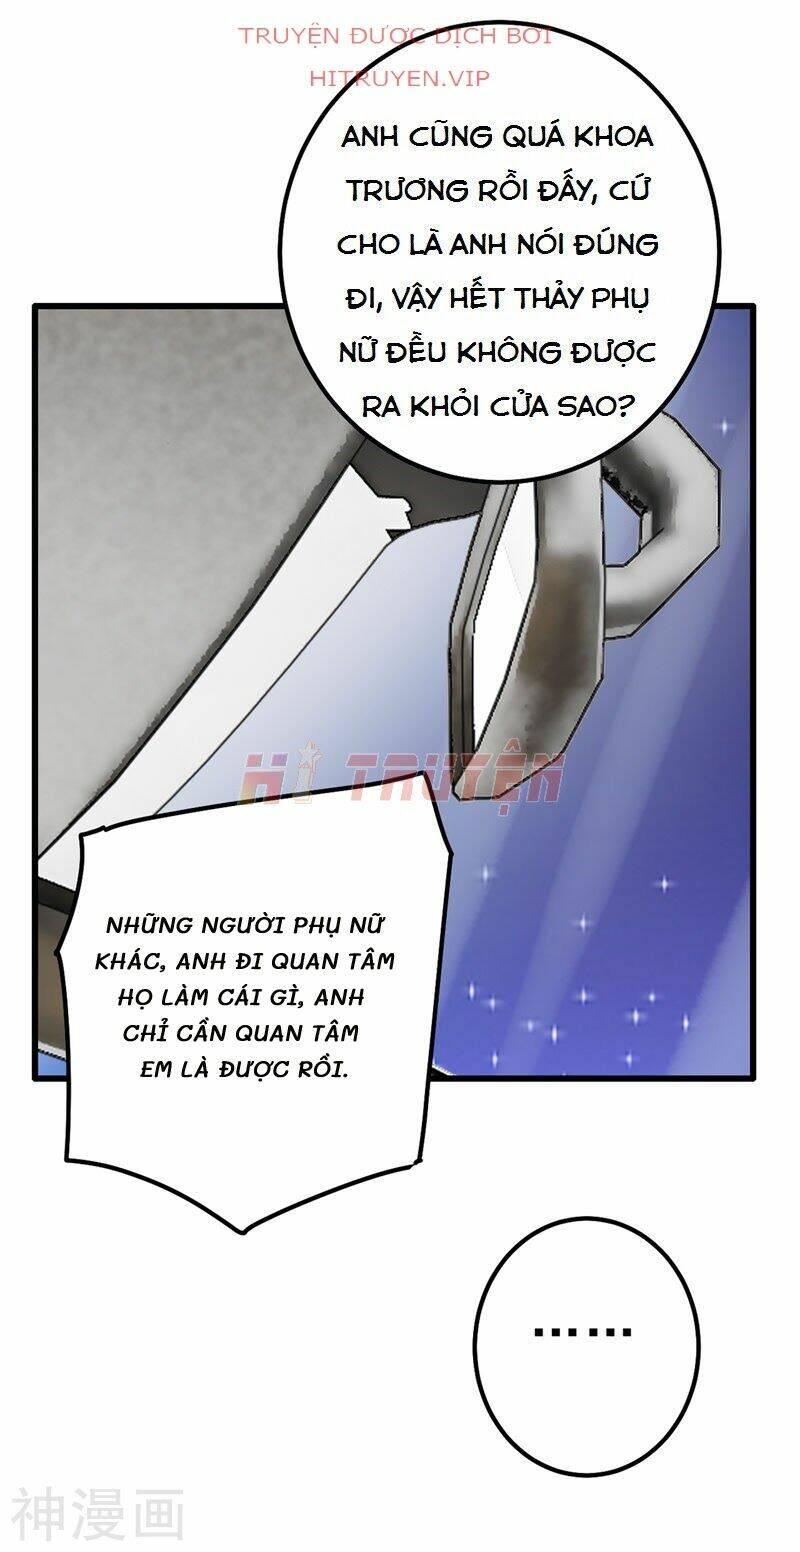 TRUYỆN ĐƯỢC DỊCH BỞI
HITRUYEN.VIP
ANH CŨNG QUÁ KHOA
TRƯƠNG RỒI ĐẤY, CỨ
CHO LÀ ANH NÓI ĐÚNG
ĐI, VẬY HẾT THẢY PHỤ
NỮ ĐỀU KHÔNG ĐƯỢC
RA KHỎI CỬA SAO?
HI TRUYỆN
NHỮNG NGƯỜI PHỤ NỮ
KHÁC, ANH ĐI QUAN TÂM
HỌ LÀM CÁI GÌ, ANH
CHỈ CẦN QUAN TÂM
EM LÀ ĐƯỢC RỒI.
......
神漫画